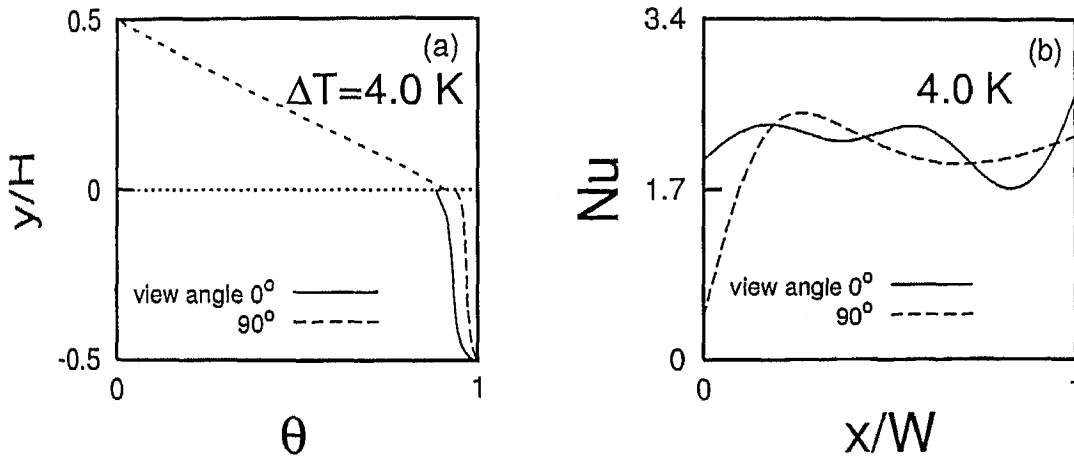 0.5
(a)
ΔT=4.0 K
y/H
0
view angle 0°
90°
-0.5
0
1
θ
3.4
(b)
4.0 K
Nu
1.7
view angle 0°
90°
0
0
1
x/W